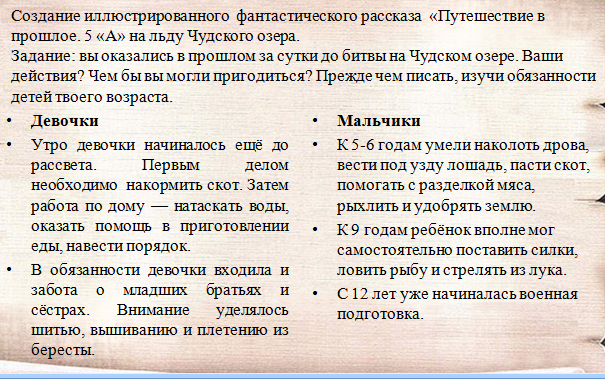 Создание иллюстрированного фантастического рассказа «Путешествие в
прошлое. 5 «А» на льду Чудского озера.
Задание: вы оказались в прошлом за сутки до битвы на Чудском озере. Ваши
действия? Чем бы вы могли пригодиться? Прежде чем писать, изучи обязанности
детей твоего возраста.
• Девочки
• Утро девочки начиналось ещё до
рассвета. Первым делом
необходимо накормить скот. Затем
работа по дому — натаскать воды,
оказать помощь в приготовлении
еды, навести порядок.
• В обязанности девочки входила и
забота о младших братьях и
сёстрах. Внимание уделялось
шитью, вышиванию и плетению из
бересты.
• Мальчики
• К 5-6 годам умели наколоть дрова,
вести под узду лошадь, пасти скот,
помогать с разделкой мяса,
рыхлить и удобрять землю.
• К 9 годам ребёнок вполне мог
самостоятельно поставить силки,
ловить рыбу и стрелять из лука.
• С 12 лет уже начиналась военная
подготовка.